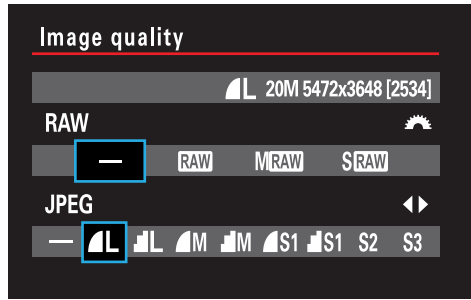 Image quality
L 20M 5472x3648 [2534]
RAW
— RAW MRAW SRAW
JPEG
— L L M M S1 S1 S2 S3